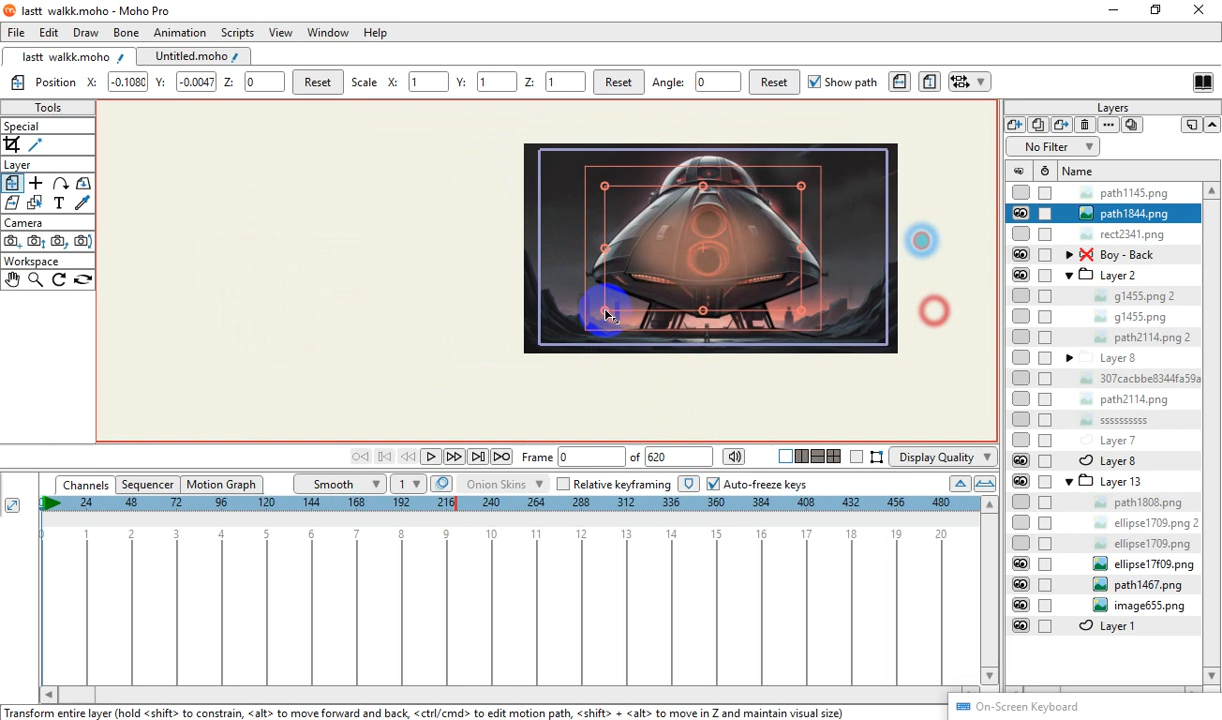 lastt walkk.moho - Moho Pro
File Edit Draw Bone Animation Scripts View Window Help
lastt walkk.moho Untitled.moho
Position X: -0.1080 Y: -0.0047 Z: 0 Reset Scale X: 1 Y: 1 Z: 1 Reset Angle: 0 Reset Show path
Tools
Special
Layer
T
Camera
Workspace
Layers
No Filter
Name
path1145.png
path1844.png
rect2341.png
Boy - Back
Layer 2
g1455.png 2
g1455.png
path2114.png 2
Layer 8
307cacbbe8344fa59a
path2114.png
ssssssssss
Layer 7
Layer 8
Layer 13
path1808.png
ellipse1709.png 2
ellipse1709.png
ellipse17f09.png
path1467.png
image655.png
Layer 1
Frame 0 of 620 Display Quality
Channels Sequencer Motion Graph Smooth 1 Onion Skins Relative keyframing Auto-freeze keys
24 48 72 96 120 144 168 192 216 240 264 288 312 336 360 384 408 432 456 480
0 1 2 3 4 5 6 7 8 9 10 11 12 13 14 15 16 17 18 19 20
On-Screen Keyboard
Transform entire layer (hold <shift> to constrain, <alt> to move forward and back, <ctrl/cmd> to edit motion path, <shift> + <alt> to move in Z and maintain visual size)